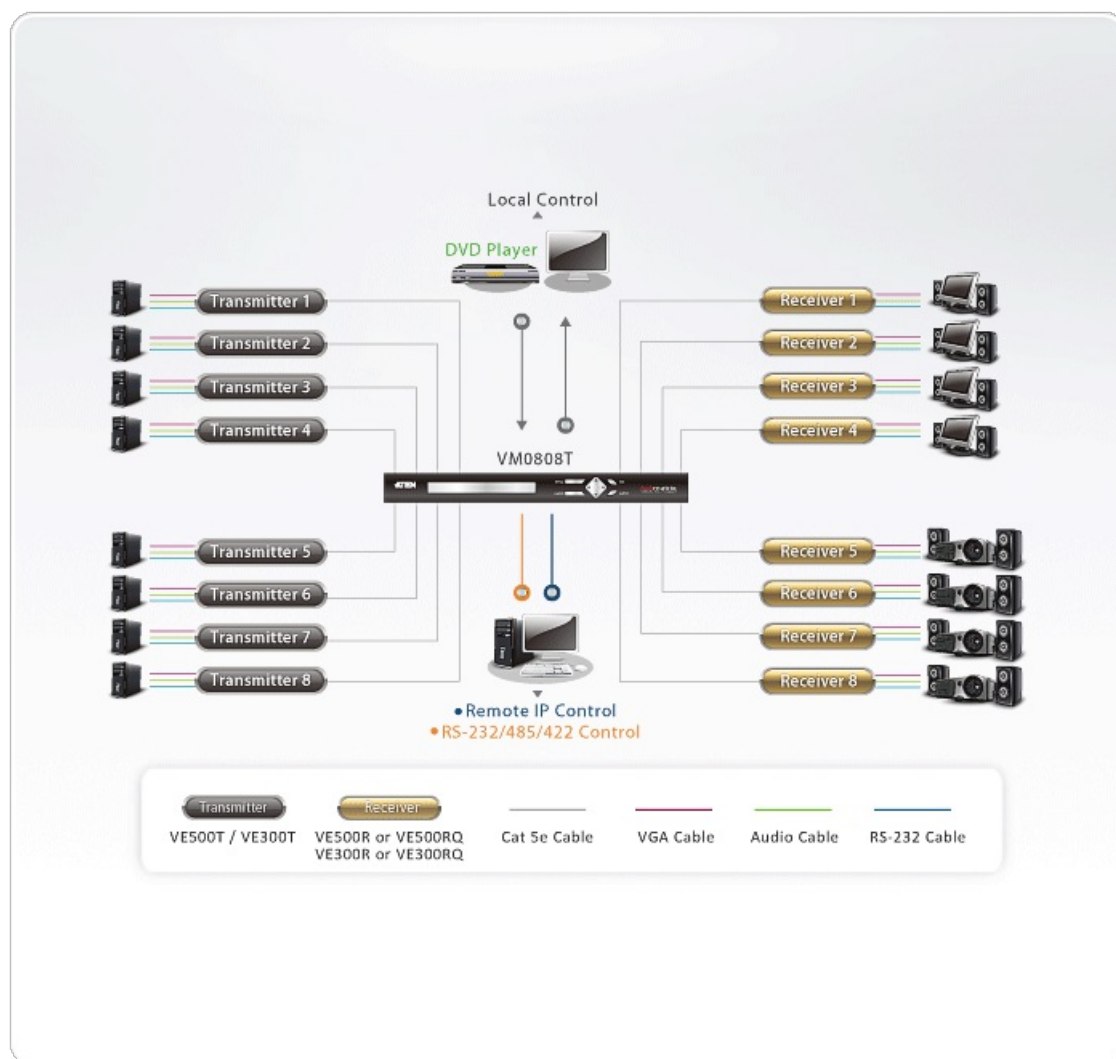 Local Control
DVD Player
Transmitter 1
Transmitter 2
Transmitter 3
Transmitter 4
Receiver 1
Receiver 2
Receiver 3
Receiver 4
VM0808T
ATEN
Transmitter 5
Transmitter 6
Transmitter 7
Transmitter 8
Receiver 5
Receiver 6
Receiver 7
Receiver 8
•Remote IP Control
•RS-232/485/422 Control
Transmitter
VE500T / VE300T
Receiver
VE500R or VE500RQ
VE300R or VE300RQ
Cat 5e Cable
VGA Cable
Audio Cable
RS-232 Cable